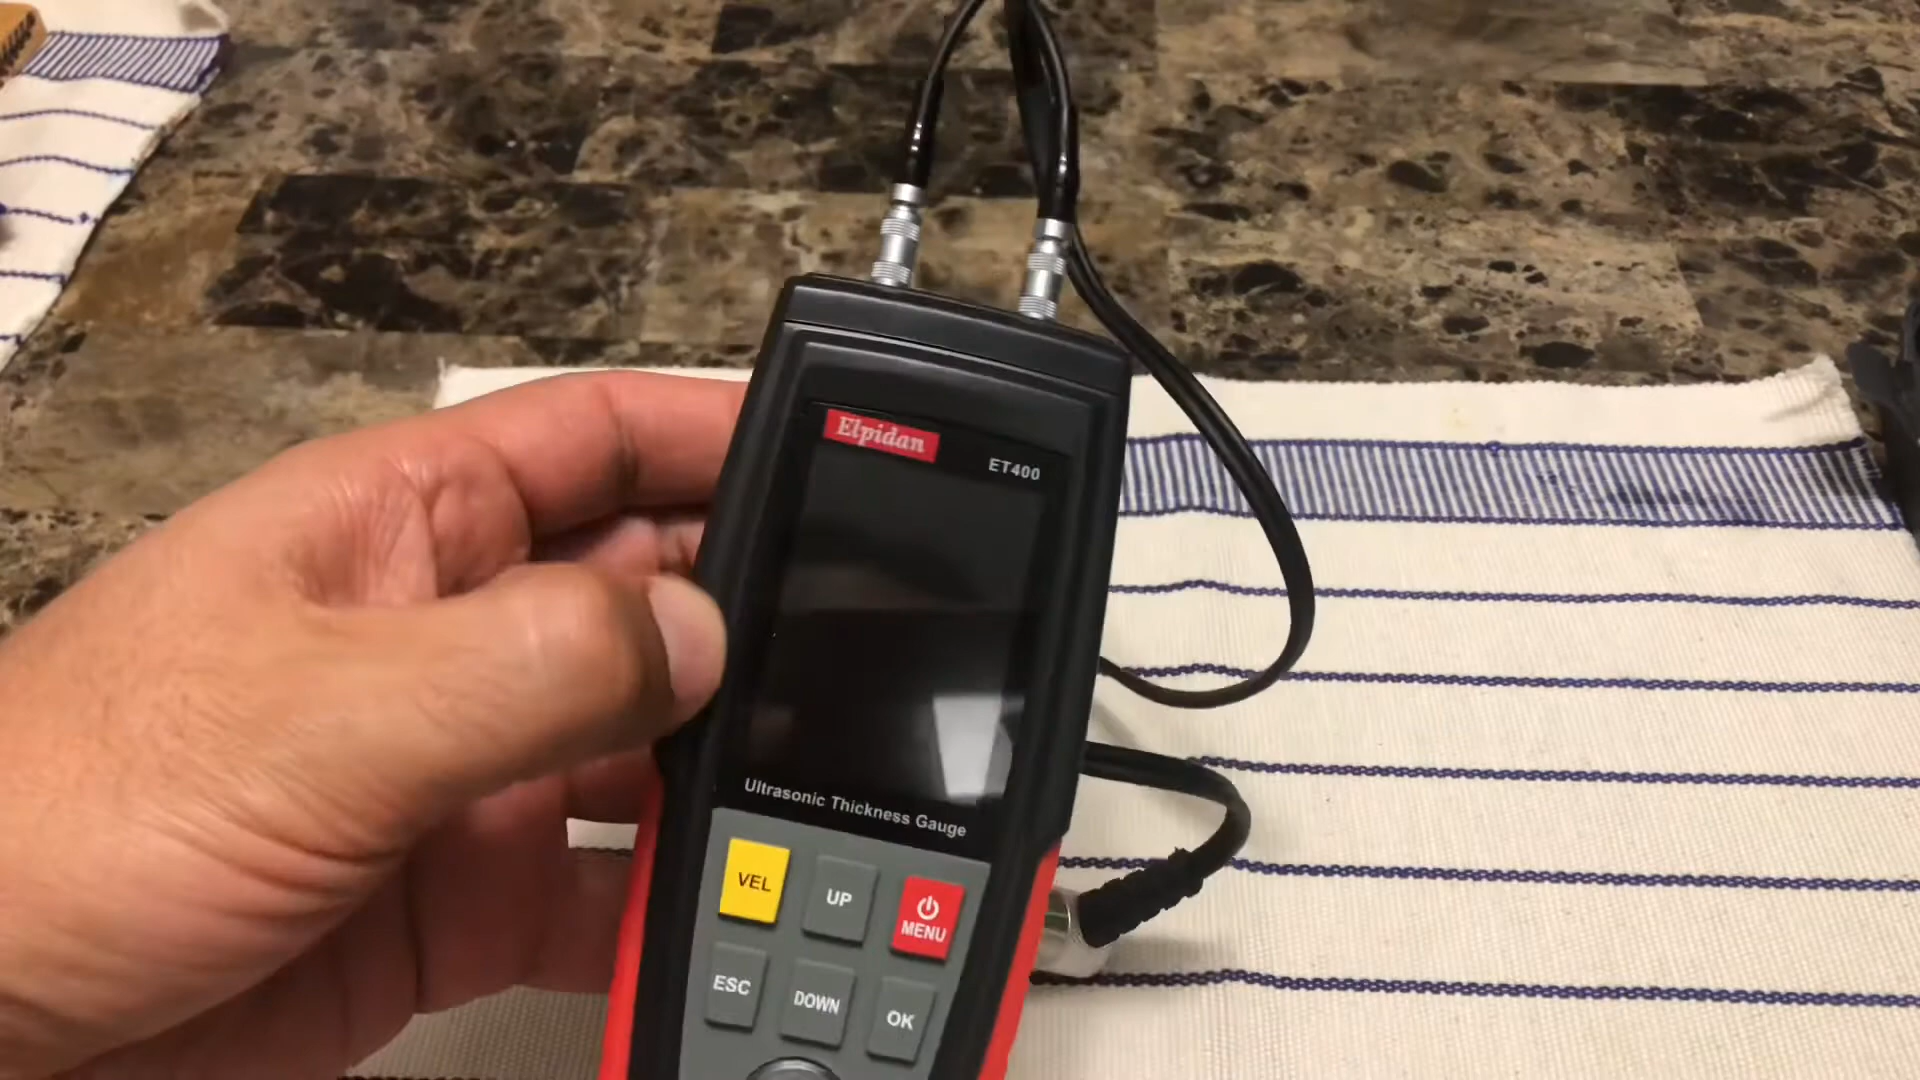 Elpidan
ET400
Ultrasonic Thickness Gauge
VEL
UP
MENU
ESC
DOWN
OK